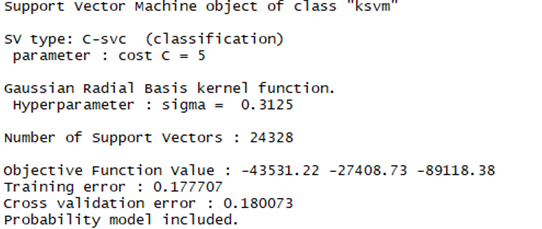 Support Vector Machine object of class "ksvm"
SV type: C-svc  (classification)
 parameter : cost C = 5
Gaussian Radial Basis kernel function.
 Hyperparameter : sigma =  0.3125
Number of Support Vectors : 24328
Objective Function Value : -43531.22 -27408.73 -89118.38
Training error : 0.177707
Cross validation error : 0.180073
Probability model included.